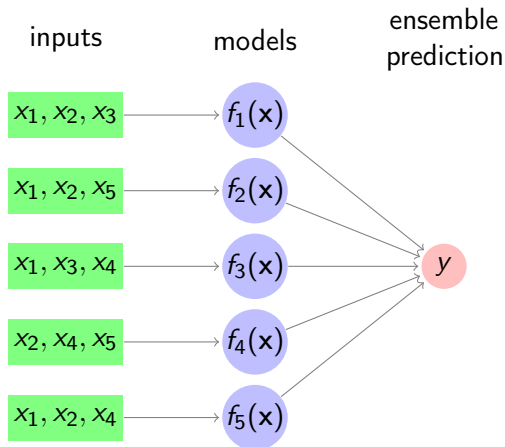 inputs
models
ensemble
prediction
x₁, x₂, x₃
f₁(x)
x₁, x₂, x₅
f₂(x)
x₁, x₃, x₄
f₃(x)
y
x₂, x₄, x₅
f₄(x)
x₁, x₂, x₄
f₅(x)